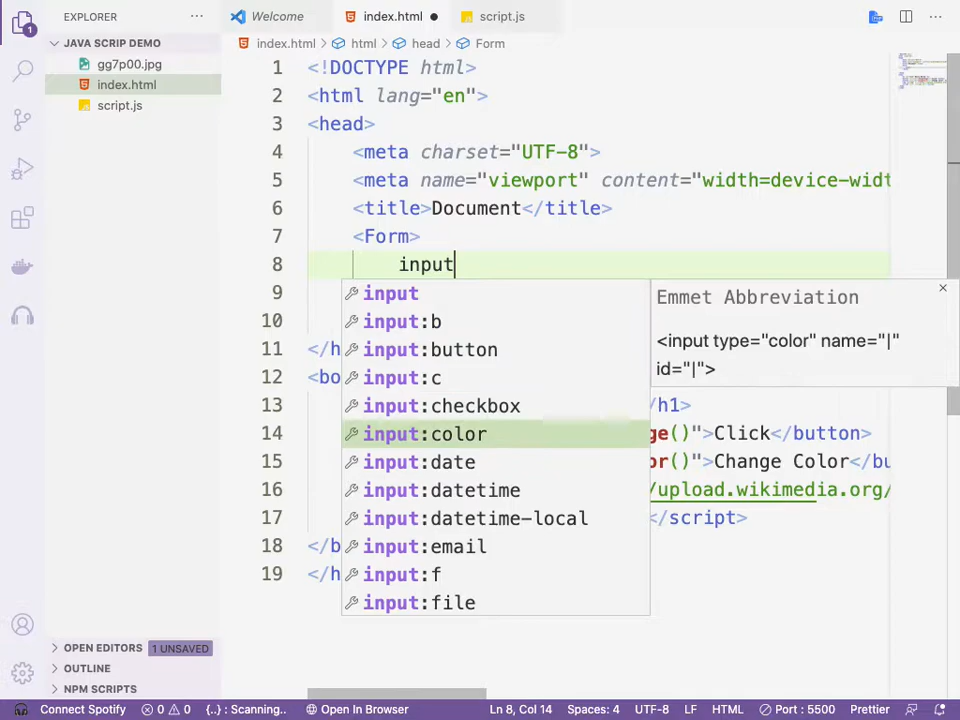 EXPLORER
Welcome
index.html
script.js
JAVA SCRIP DEMO
index.html
html
head
Form
gg7p00.jpg
index.html
script.js
1 <!DOCTYPE html>
2 <html lang="en">
3 <head>
4 <meta charset="UTF-8">
5 <meta name="viewport" content="width=device-widt
6 <title>Document</title>
7 <Form>
8 input
9
10
11 </h
12 <bo
13 /h1>
14 ge()">Click</button>
15 or()">Change Color</bu
16 /upload.wikimedia.org/
17 </script>
18 </b
19 </h
input
input:b
input:button
input:c
input:checkbox
input:color
input:date
input:datetime
input:datetime-local
input:email
input:f
input:file
Emmet Abbreviation
<input type="color" name="|"
id="|">
OPEN EDITORS
1 UNSAVED
OUTLINE
NPM SCRIPTS
1
Connect Spotify
0
0
{..} : Scanning..
Open In Browser
Ln 8, Col 14
Spaces: 4
UTF-8
LF
HTML
Port : 5500
Prettier